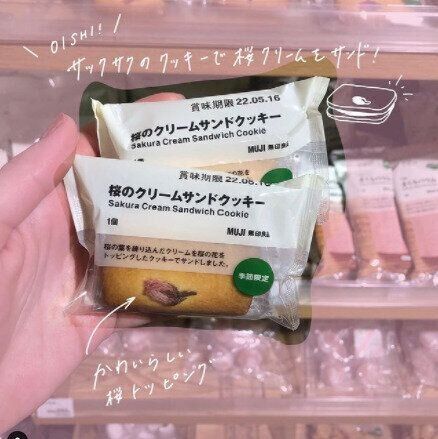 OISHI!!
サックサクのクッキーで桜クリームをサンド!
賞味期限 22.05.16
桜のクリームサンドクッキー
Sakura Cream Sandwich Cookie
1個
MUJI 無印良品
賞味期限 22.05.16
桜のクリームサンドクッキー
Sakura Cream Sandwich Cookie
1個
MUJI 無印良品
桜の葉を練り込んだクリームを桜の花を
トッピングしたクッキーでサンドしました。
季節限定
かわいらしい
桜トッピング